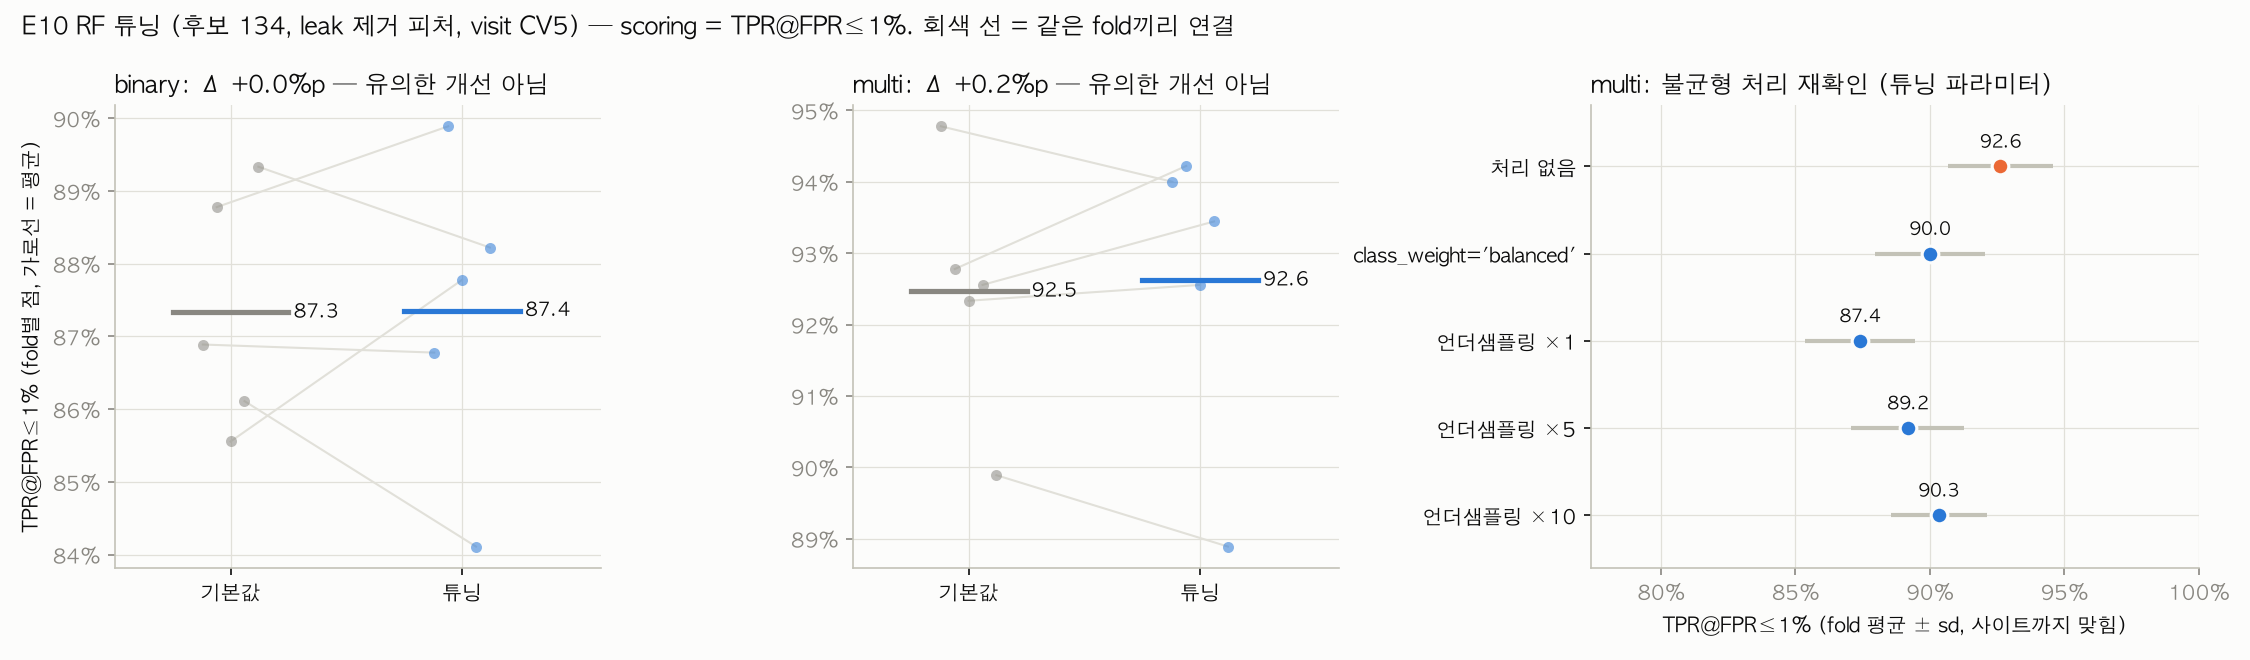 E10 RF 튜닝 (후보 134, leak 제거 피처, visit CV5) — scoring = TPR@FPR≤1%. 회색 선 = 같은 fold끼리 연결
binary: Δ +0.0%p — 유의한 개선 아님
TPR@FPR≤1% (fold별 점, 가로선 = 평균)
90%
89%
88%
87%
86%
85%
84%
87.3
87.4
기본값
튜닝
multi: Δ +0.2%p — 유의한 개선 아님
95%
94%
93%
92%
91%
90%
89%
92.5
92.6
기본값
튜닝
multi: 불균형 처리 재확인 (튜닝 파라미터)
처리 없음
92.6
class_weight='balanced'
90.0
언더샘플링 ×1
87.4
언더샘플링 ×5
89.2
언더샘플링 ×10
90.3
80%
85%
90%
95%
100%
TPR@FPR≤1% (fold 평균 ± sd, 사이트까지 맞힘)